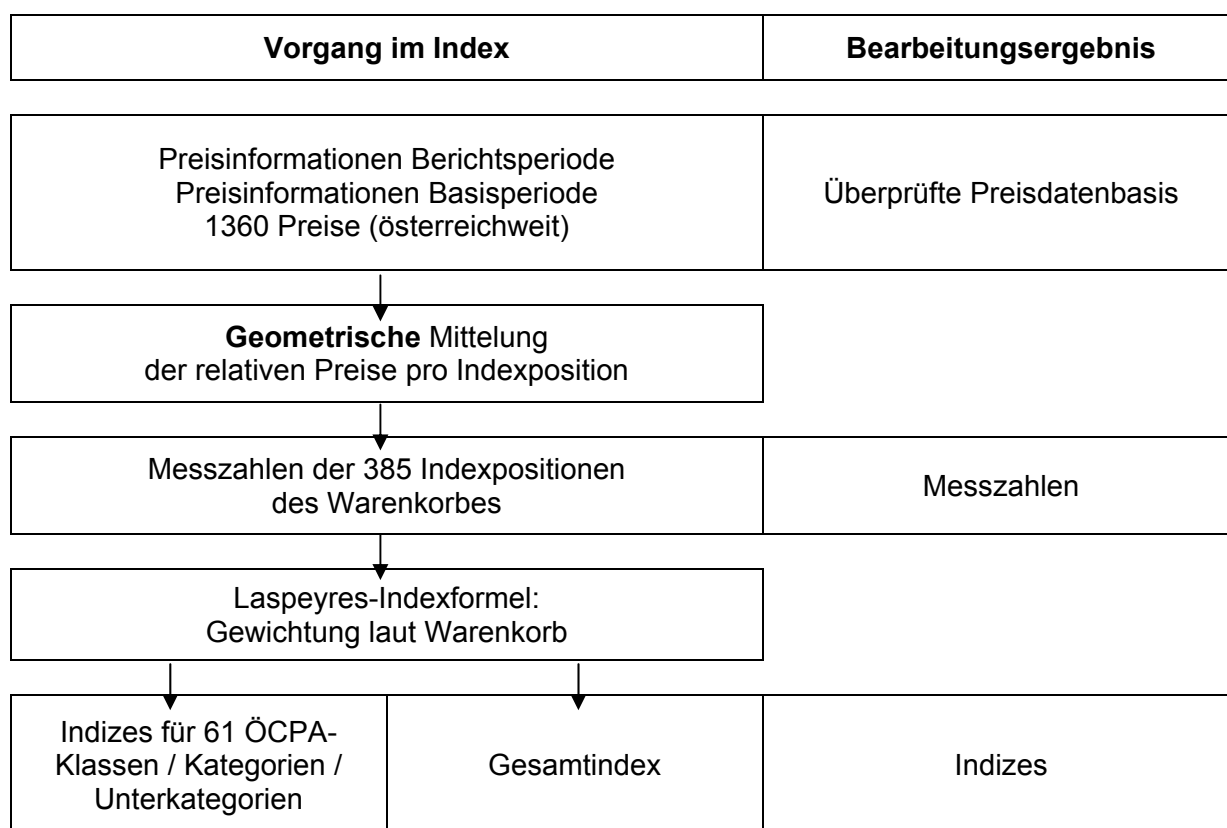 Vorgang im Index
Bearbeitungsergebnis
Preisinformationen Berichtsperiode
Preisinformationen Basisperiode
1360 Preise (österreichweit)
Überprüfte Preisdatenbasis
Geometrische Mittelung
der relativen Preise pro Indexposition
Messzahlen der 385 Indexpositionen
des Warenkorbes
Messzahlen
Laspeyres-Indexformel:
Gewichtung laut Warenkorb
Indizes für 61 ÖCPA-
Klassen / Kategorien /
Unterkategorien
Gesamtindex
Indizes